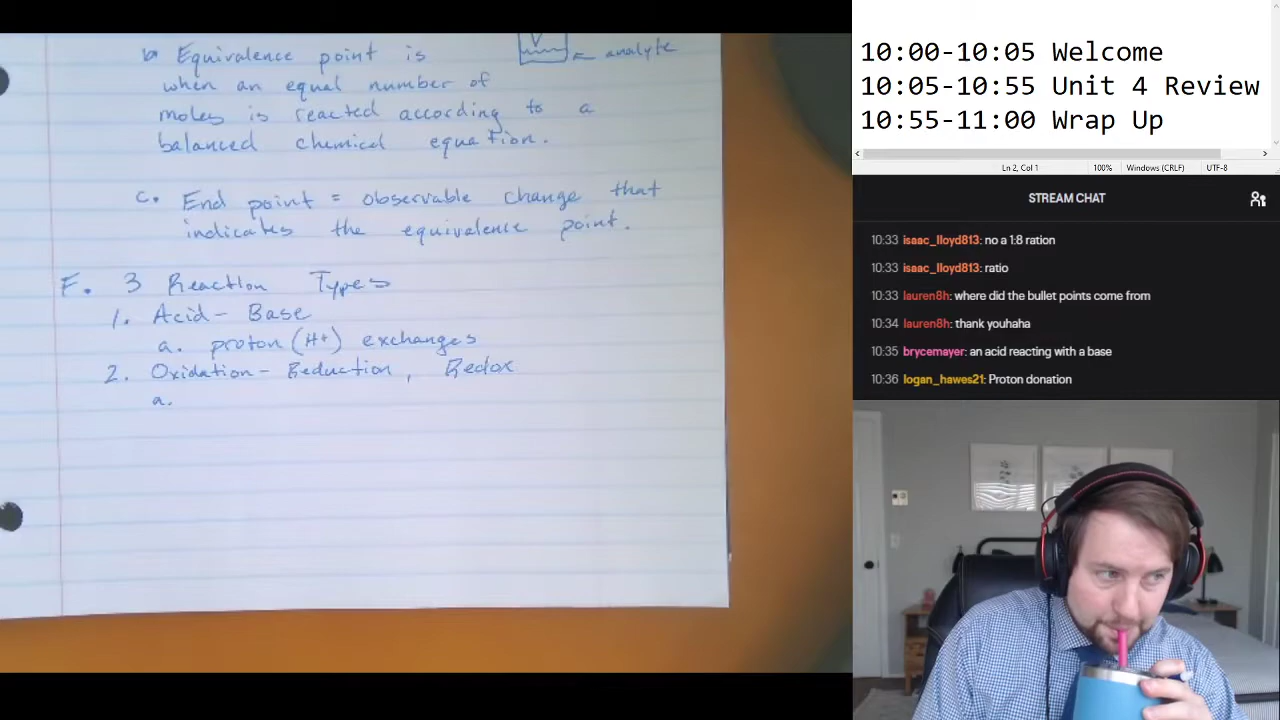 b. Equivalence point is
when an equal number of
moles is reacted according to a
balanced chemical equation.
← analyte
c. End point = observable change that
indicates the equivalence point.
F. 3 Reaction Types
1. Acid - Base
a. proton (H+) exchanges
2. Oxidation - Reduction, Redox
a.
10:00-10:05 Welcome
10:05-10:55 Unit 4 Review
10:55-11:00 Wrap Up
Ln 2, Col 1 100% Windows (CRLF) UTF-8
STREAM CHAT
10:33 isaac_lloyd813: no a 1:8 ration
10:33 isaac_lloyd813: ratio
10:33 lauren8h: where did the bullet points come from
10:34 lauren8h: thank youhaha
10:35 brycemayer: an acid reacting with a base
10:36 logan_hawes21: Proton donation